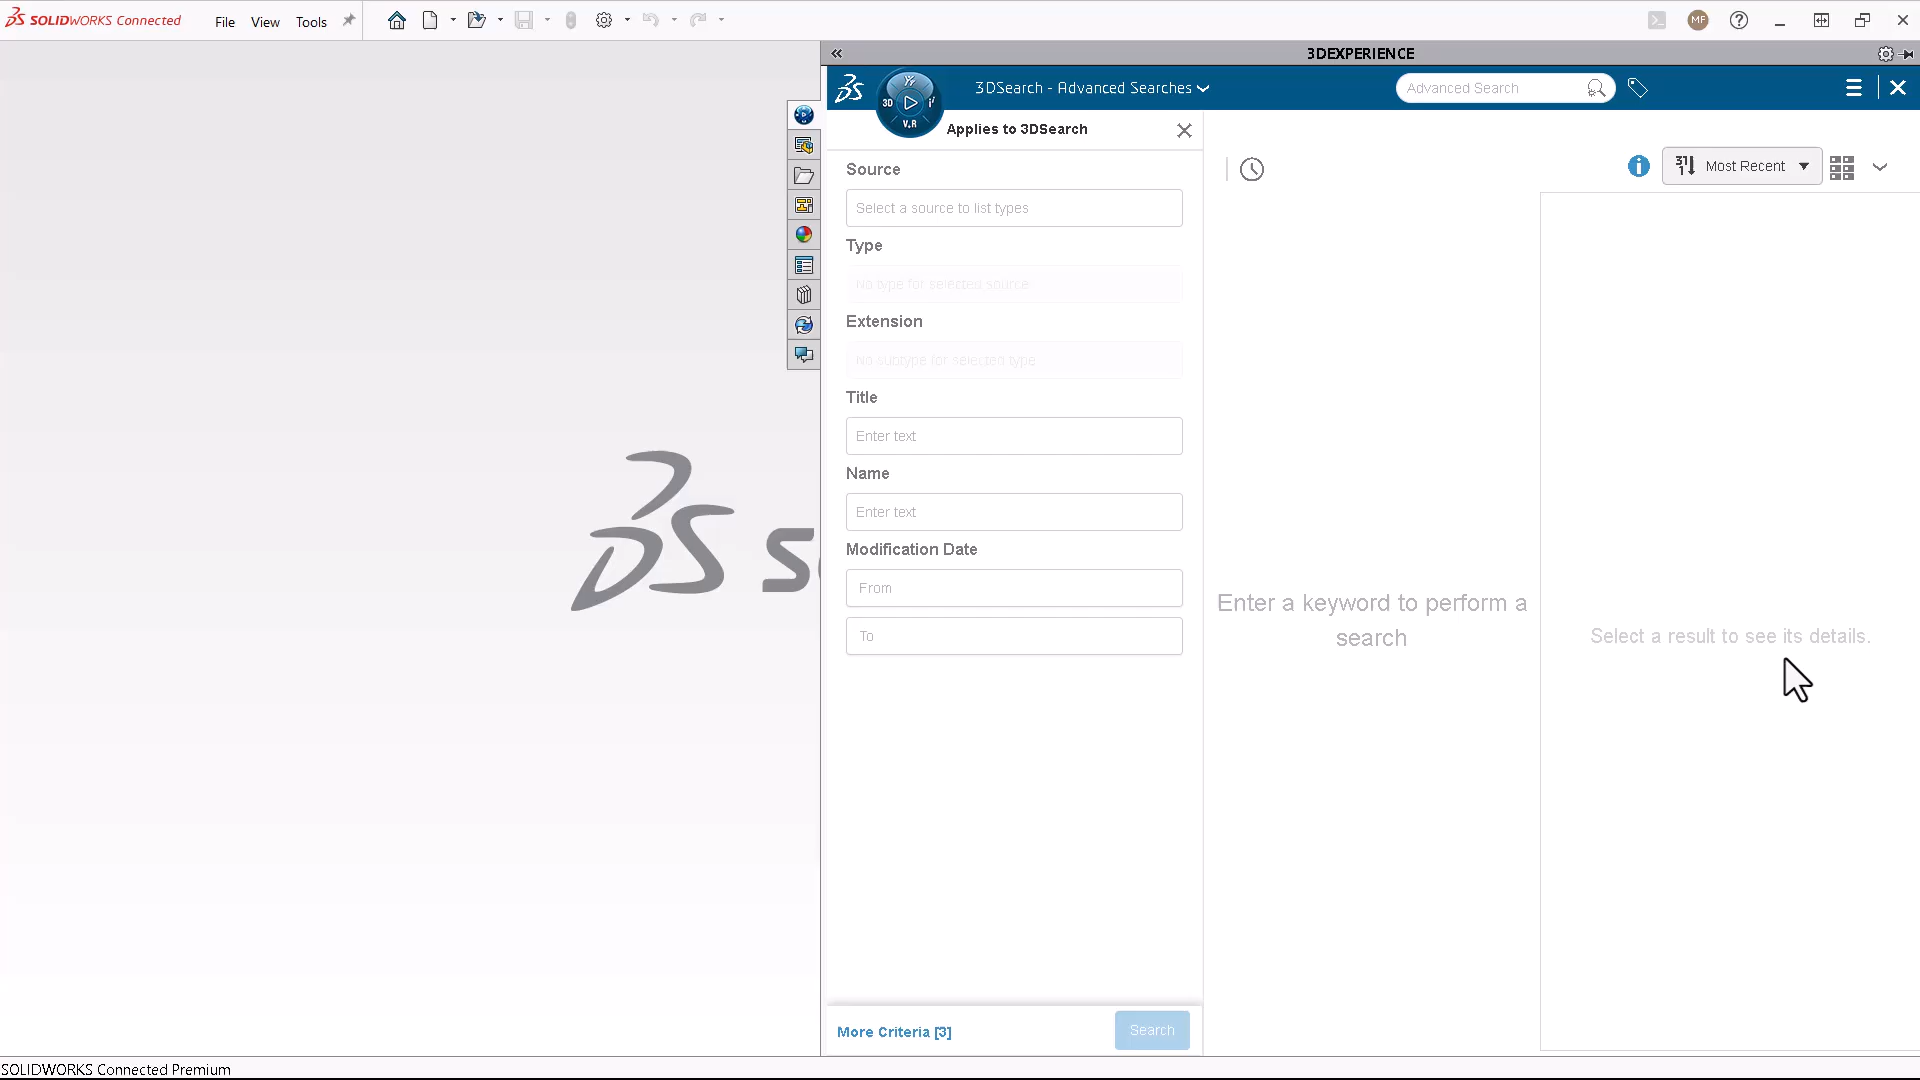 SOLIDWORKS Connected
File View Tools
MF
3DEXPERIENCE
3D V.R
3DSearch - Advanced Searches
Advanced Search
Applies to 3DSearch
Source
Select a source to list types
Type
No type for selected source
Extension
No subtype for selected type
Title
Enter text
Name
Enter text
Modification Date
From
To
More Criteria [3]
Search
Most Recent
Enter a keyword to perform a
search
Select a result to see its details.
SOLIDWORKS Connected Premium